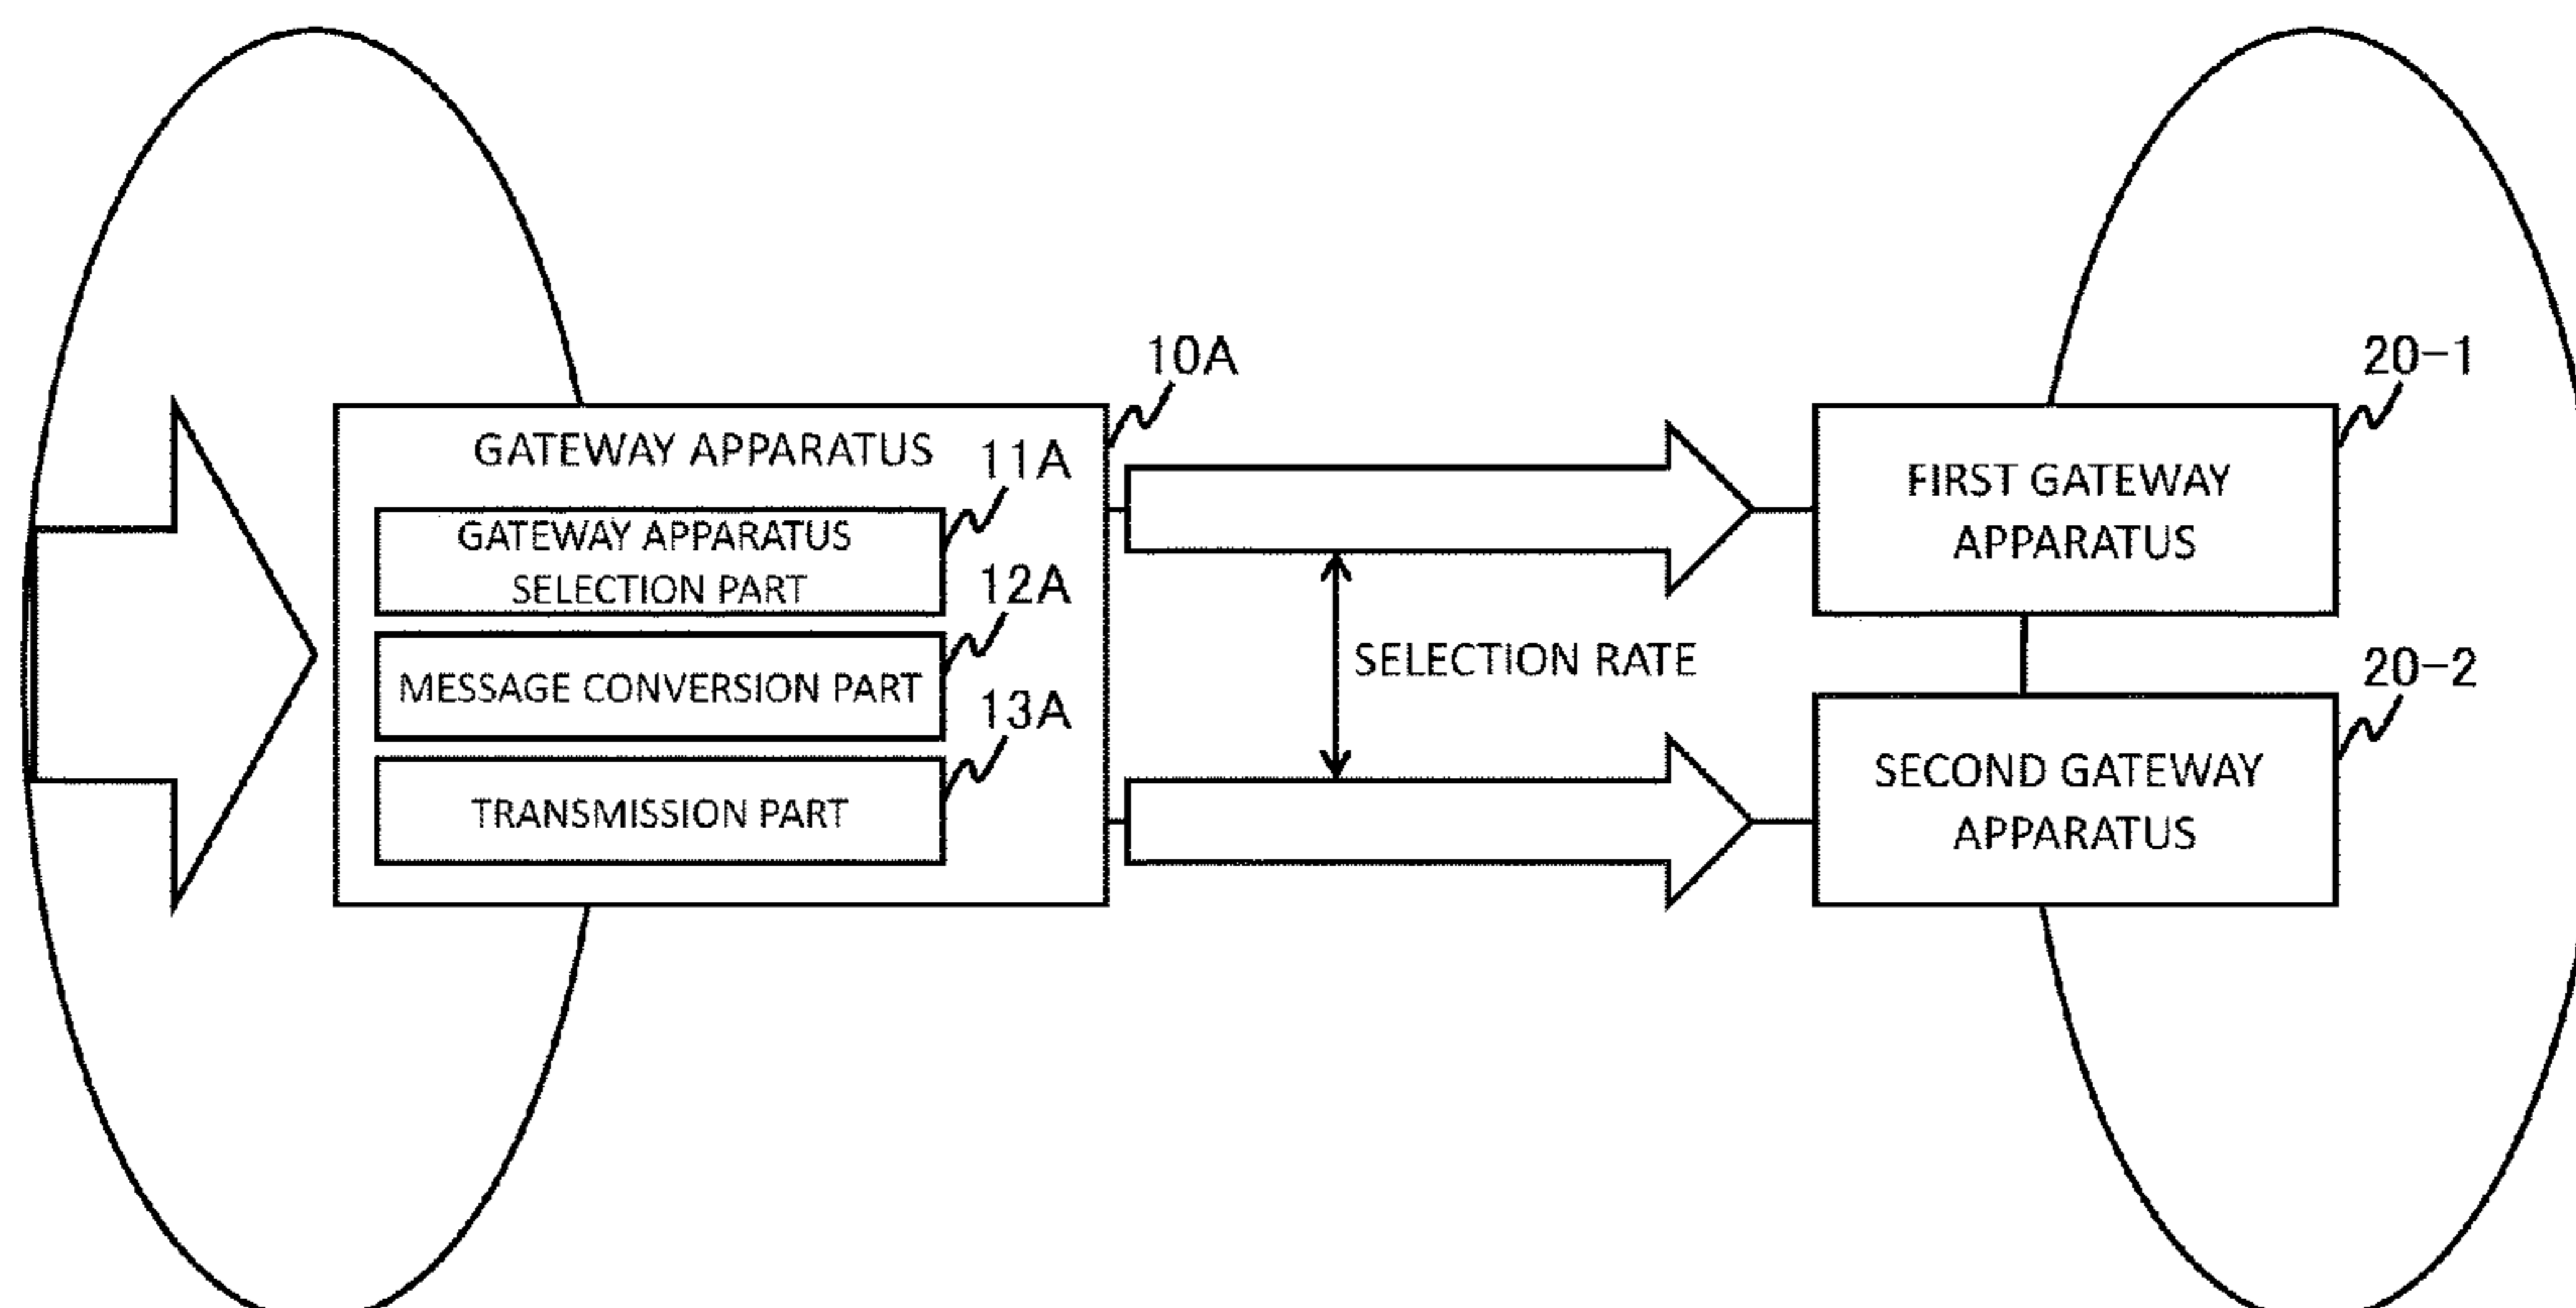 10A
GATEWAY APPARATUS
11A
GATEWAY APPARATUS
SELECTION PART
12A
MESSAGE CONVERSION PART
13A
TRANSMISSION PART
SELECTION RATE
20-1
FIRST GATEWAY
APPARATUS
20-2
SECOND GATEWAY
APPARATUS